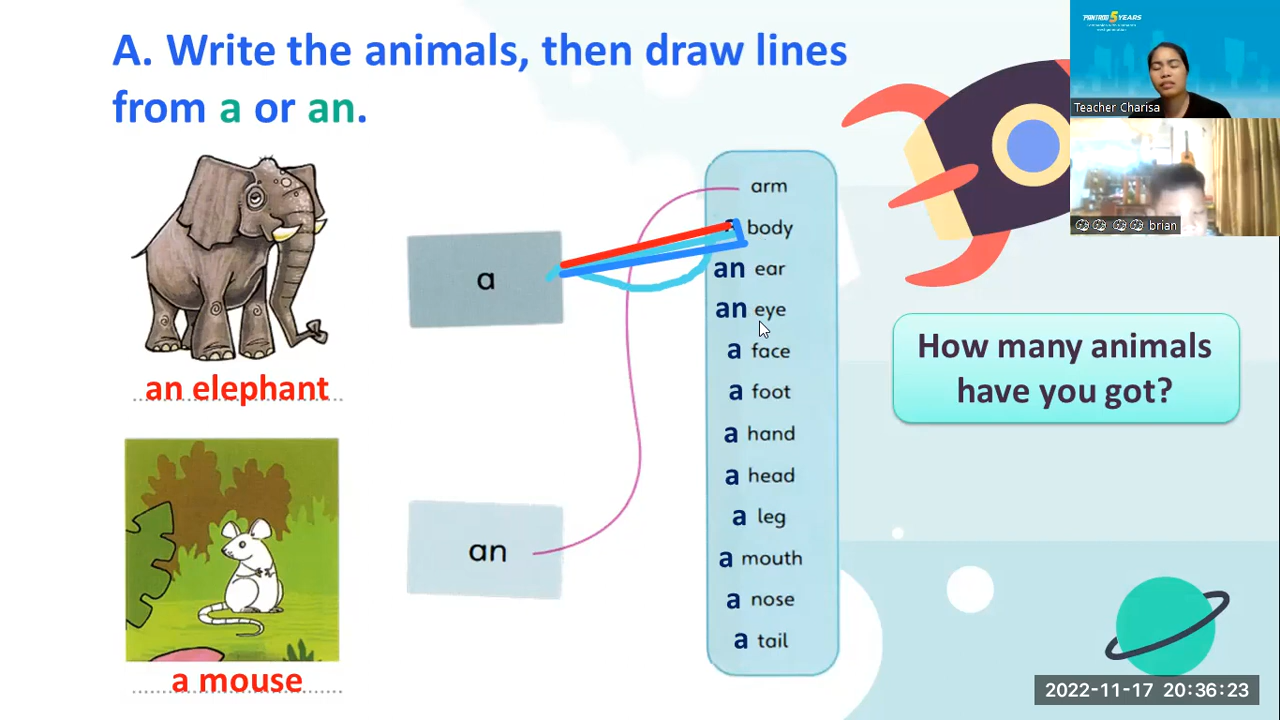 A. Write the animals, then draw lines
from a or an.
an elephant
a mouse
a
an
arm
body
an ear
an eye
a face
a foot
a hand
a head
a leg
a mouth
a nose
a tail
How many animals
have you got?
5 YEARS
Teacher Charisa
brian
2022-11-17 20:36:23